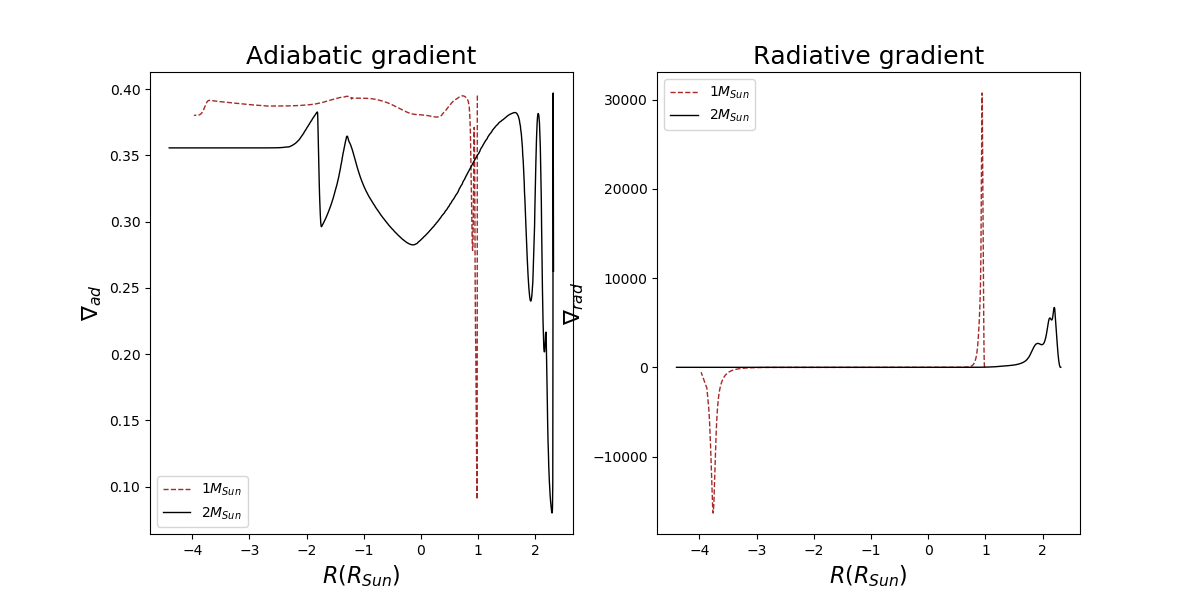 Adiabatic gradient
0.40
0.35
0.30
0.25
0.20
0.15
0.10
∇ad
1MSun
2MSun
−4 −3 −2 −1 0 1 2
R(RSun)
Radiative gradient
30000
20000
10000
0
−10000
∇rad
1MSun
2MSun
−4 −3 −2 −1 0 1 2
R(RSun)